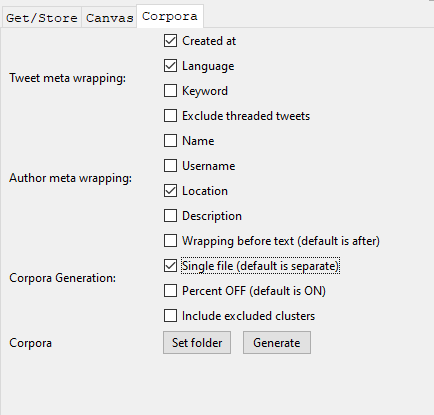 Get/Store Canvas Corpora
Created at
Language
Tweet meta wrapping:
Keyword
Exclude threaded tweets
Name
Username
Author meta wrapping:
Location
Description
Wrapping before text (default is after)
Single file (default is separate)
Corpora Generation:
Percent OFF (default is ON)
Include excluded clusters
Corpora Set folder Generate